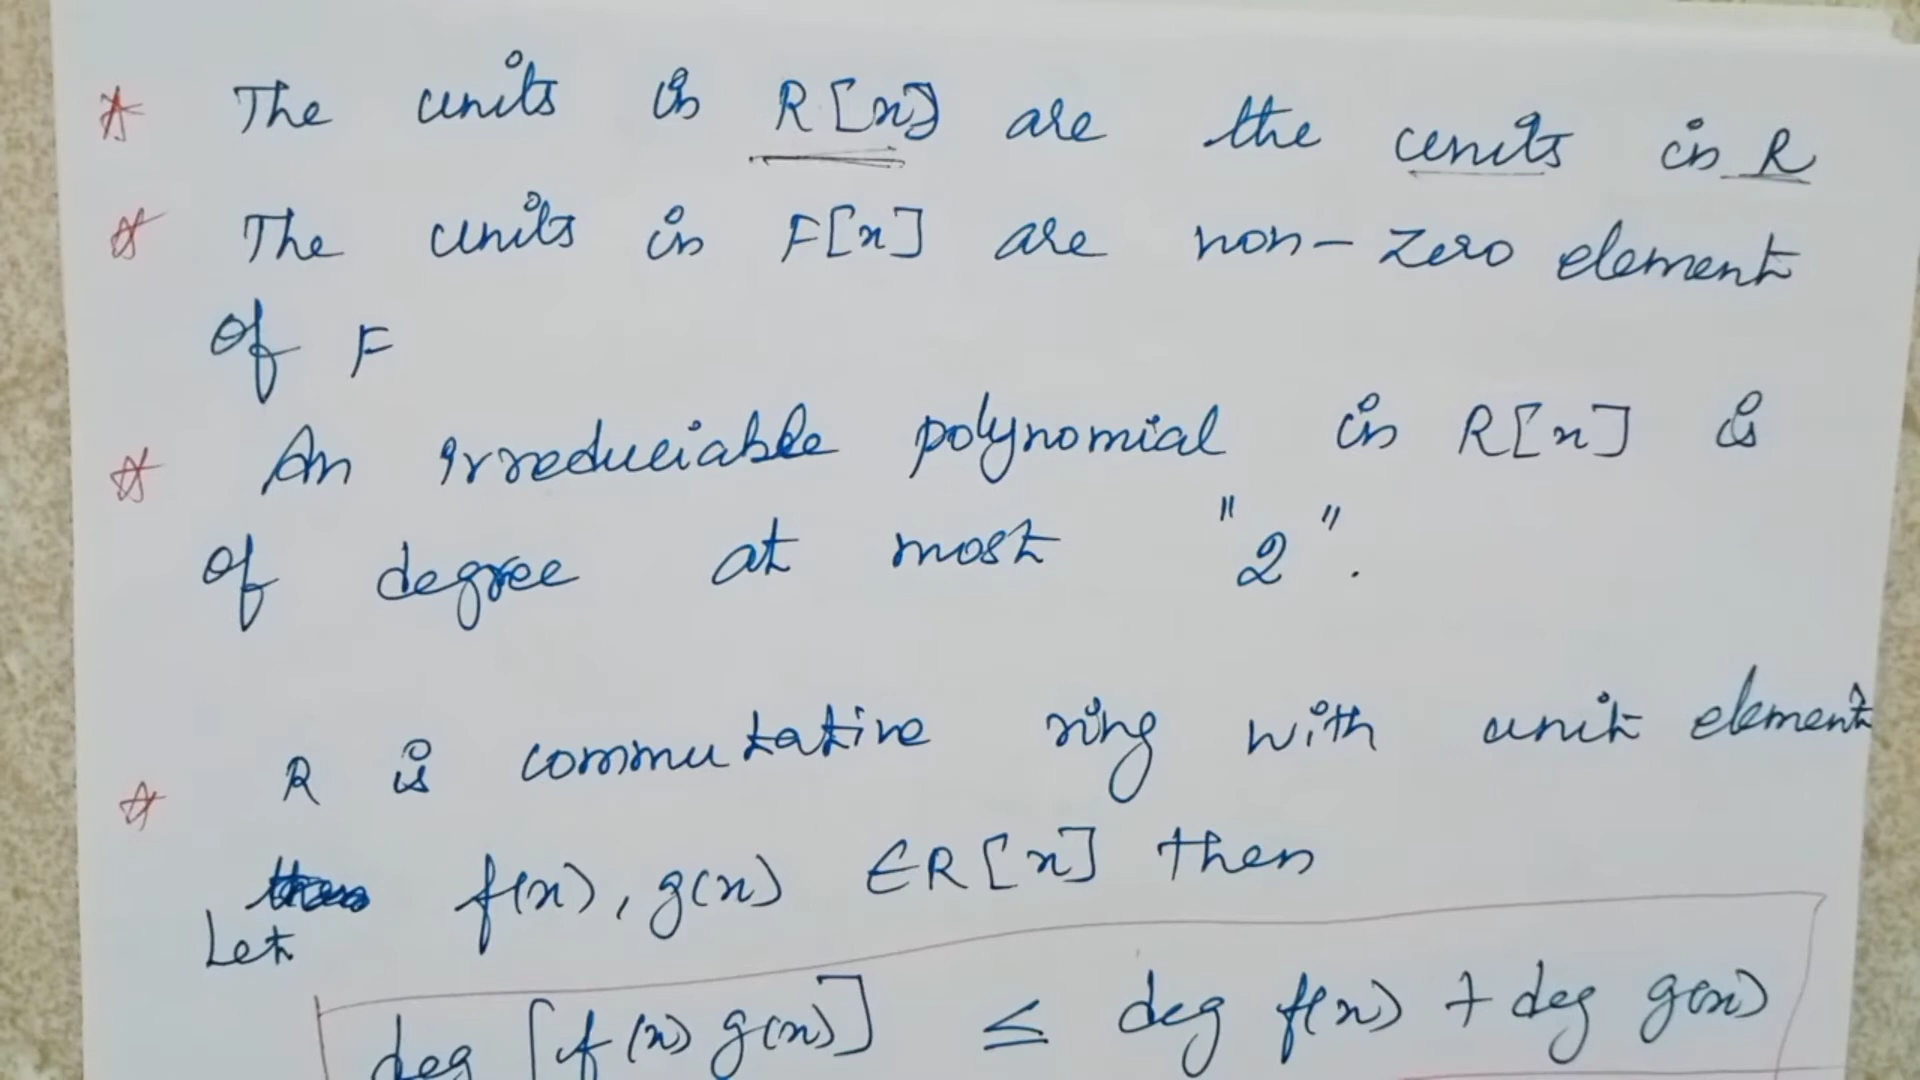 ☆ The units in R[x] are the units in R
☆ The units in F[x] are non-zero element
of F
☆ An irreduciable polynomial in R[x] is
of degree at most "2".
☆ R is commutative ring with unit element
Let f(x), g(x) ∈ R[x] then
deg [f(x) g(x)] ≤ deg f(x) + deg g(x)